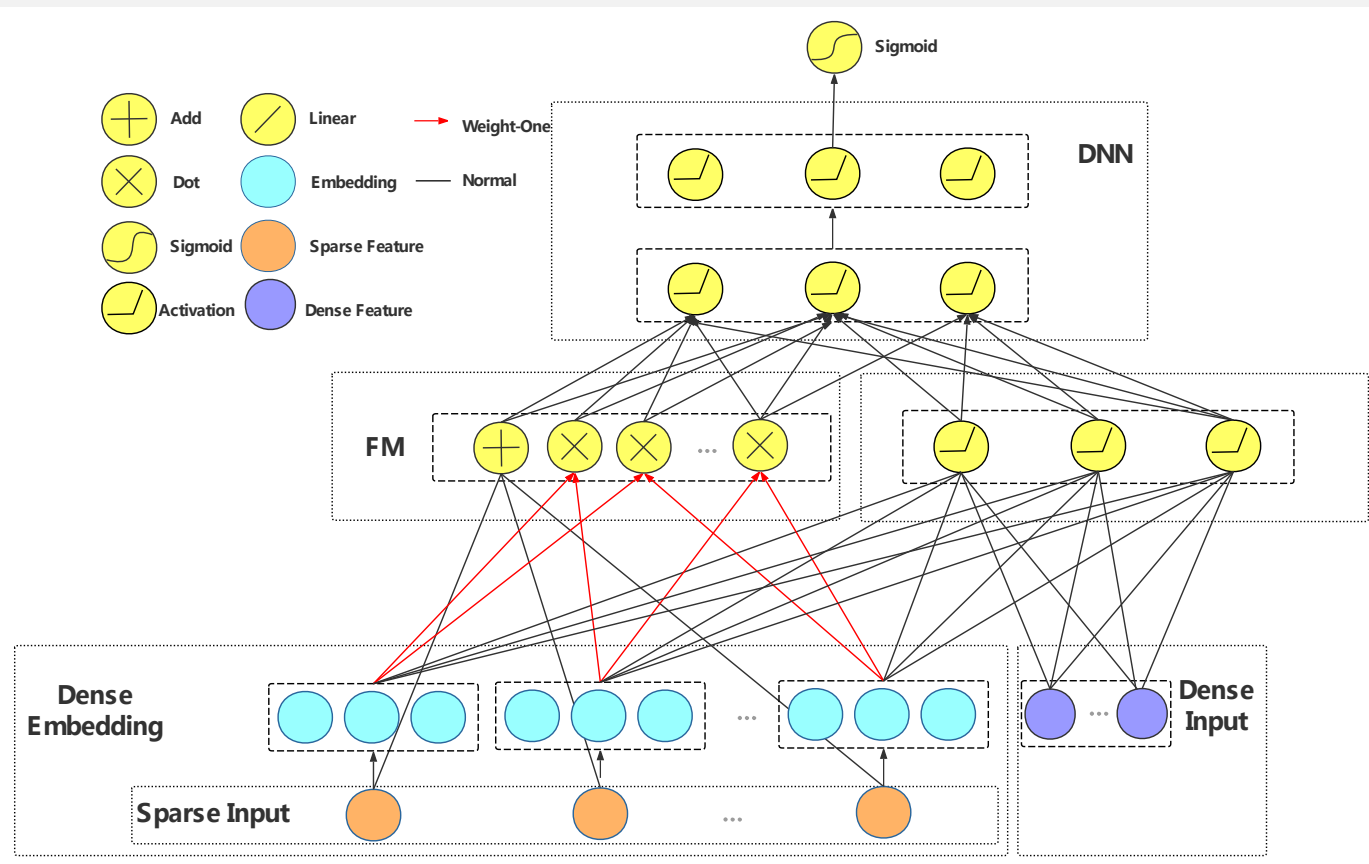 Sigmoid
Add
Linear
Weight-One
DNN
Dot
Embedding
Normal
Sigmoid
Sparse Feature
Activation
Dense Feature
FM
...
Dense
Embedding
...
...
Dense
Input
Sparse Input
...